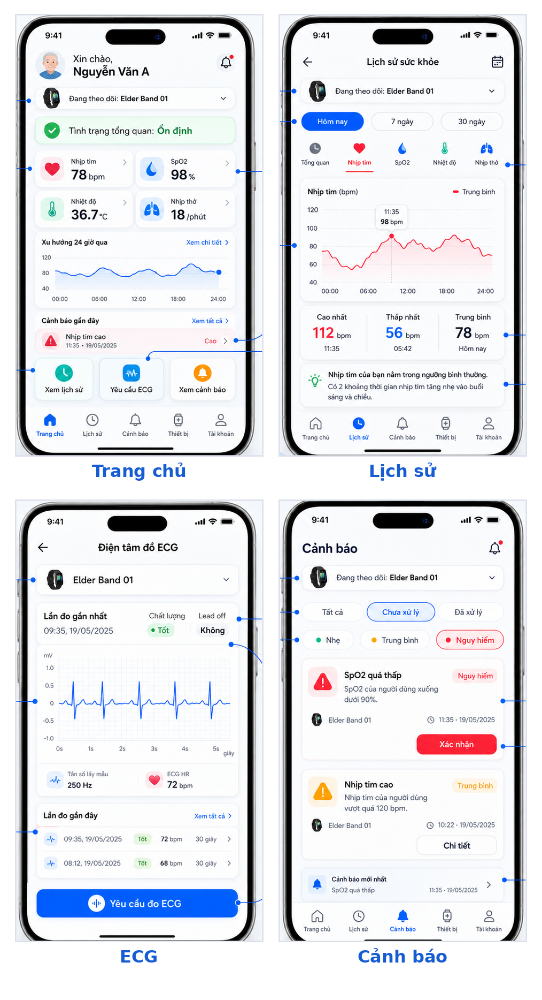 9:41
Xin chào,
Nguyễn Văn A
Đang theo dõi: Elder Band 01
Tình trạng tổng quan: Ổn định
Nhịp tim
78 bpm
SpO2
98 %
Nhiệt độ
36.7 °C
Nhịp thở
18 /phút
Xu hướng 24 giờ qua
Xem chi tiết
120
80
40
00:00 06:00 12:00 18:00 24:00
Cảnh báo gần đây
Xem tất cả
Nhịp tim cao
11:35 • 19/05/2025
Cao
Xem lịch sử
Yêu cầu ECG
Xem cảnh báo
Trang chủ Lịch sử Cảnh báo Thiết bị Tài khoản
Trang chủ
9:41
Lịch sử sức khỏe
Đang theo dõi: Elder Band 01
Hôm nay 7 ngày 30 ngày
Tổng quan Nhịp tim SpO2 Nhiệt độ Nhịp thở
Nhịp tim (bpm)
Trung bình
120
100
80
60
40
11:35
98 bpm
00:00 06:00 12:00 18:00 24:00
Cao nhất Thấp nhất Trung bình
112 bpm 56 bpm 78 bpm
11:35 05:42 Hôm nay
Nhịp tim của bạn nằm trong ngưỡng bình thường.
Có 2 khoảng thời gian nhịp tim tăng nhẹ vào buổi
sáng và chiều.
Trang chủ Lịch sử Cảnh báo Thiết bị Tài khoản
Lịch sử
9:41
Điện tâm đồ ECG
Elder Band 01
Lần đo gần nhất
09:35, 19/05/2025
Chất lượng
Tốt
Lead off
Không
mV
1.0
0.5
0
-0.5
-1.0
0s 1s 2s 3s 4s 5s
giây
Tần số lấy mẫu
250 Hz
ECG HR
72 bpm
Lần đo gần đây
Xem tất cả
09:35, 19/05/2025 Tốt 72 bpm 30 giây
08:12, 19/05/2025 Tốt 68 bpm 30 giây
Yêu cầu đo ECG
ECG
9:41
Cảnh báo
Đang theo dõi: Elder Band 01
Tất cả Chưa xử lý Đã xử lý
Nhẹ Trung bình Nguy hiểm
SpO2 quá thấp
Nguy hiểm
SpO2 của người dùng xuống
dưới 90%.
Elder Band 01
11:35 • 19/05/2025
Xác nhận
Nhịp tim cao
Trung bình
Nhịp tim của người dùng
vượt quá 120 bpm.
Elder Band 01
10:22 • 19/05/2025
Chi tiết
Cảnh báo mới nhất
SpO2 quá thấp
11:35 • 19/05/2025
Trang chủ Lịch sử Cảnh báo Thiết bị Tài khoản
Cảnh báo